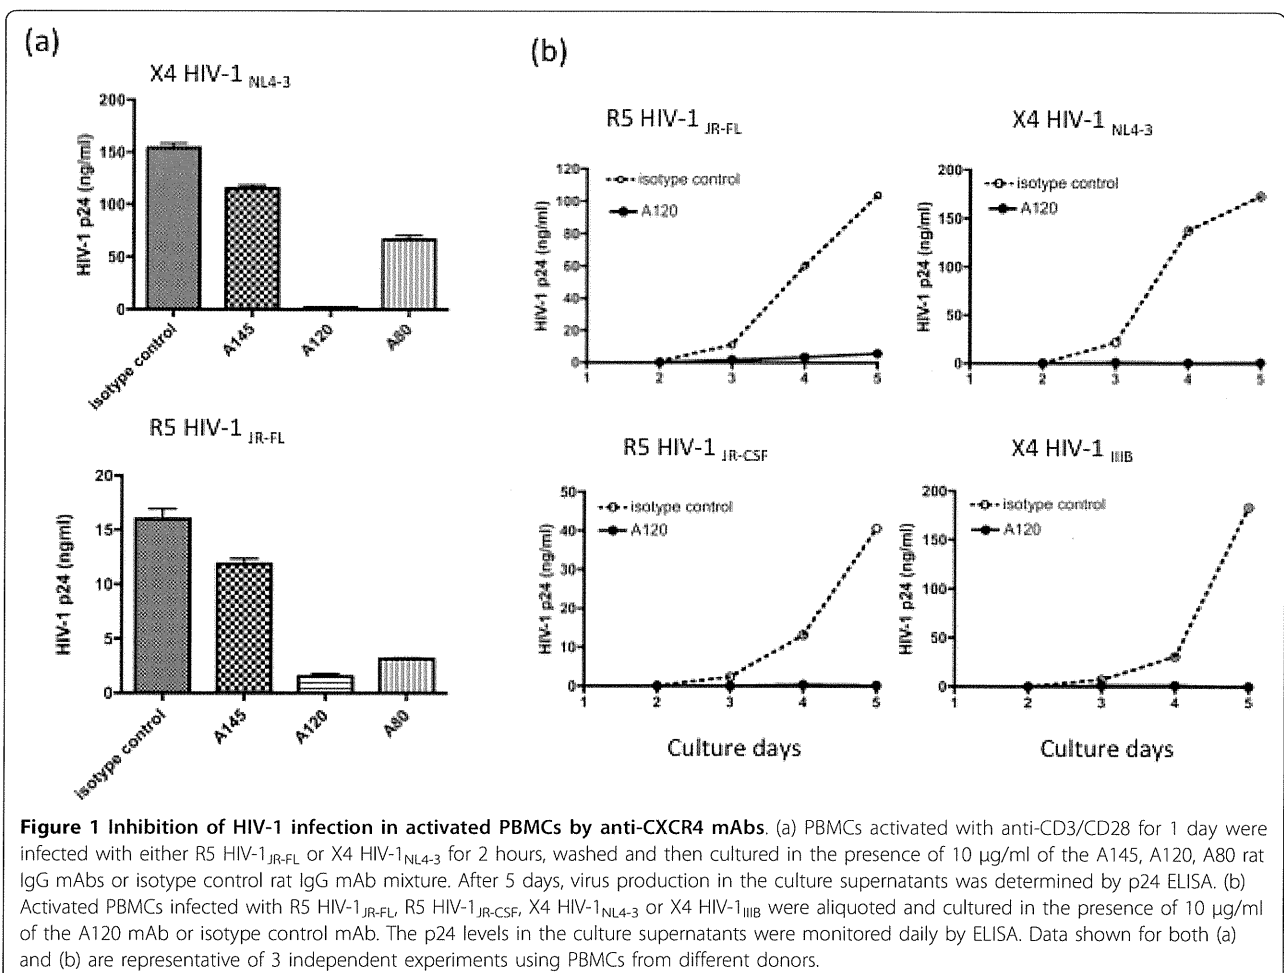 (a)
X4 HIV-1 NL4-3
200
150
100
50
0
HIV-1 p24 (ng/ml)
isotype control
A145
A120
A80
R5 HIV-1 JR-FL
20
15
10
5
0
HIV-1 p24 (ngml)
isotype control
A145
A120
A80
(b)
R5 HIV-1 JR-FL
120
100
80
60
40
20
0
HIV-1 p24 (ng/ml)
isotype control
A120
1 2 3 4 5
X4 HIV-1 NL4-3
200
150
100
50
0
HIV-1 p24 (ng/ml)
isotype control
A120
1 2 3 4 5
R5 HIV-1 JR-CSF
50
40
30
20
10
0
HIV-1 p24 (ng/ml)
isotype control
A120
1 2 3 4 5
Culture days
X4 HIV-1 IIIB
200
150
100
50
0
HIV-1 p24 (ng/ml)
isotype control
A120
1 2 3 4 5
Culture days
Figure 1 Inhibition of HIV-1 infection in activated PBMCs by anti-CXCR4 mAbs. (a) PBMCs activated with anti-CD3/CD28 for 1 day were
infected with either R5 HIV-1JR-FL or X4 HIV-1NL4-3 for 2 hours, washed and then cultured in the presence of 10 μg/ml of the A145, A120, A80 rat
IgG mAbs or isotype control rat IgG mAb mixture. After 5 days, virus production in the culture supernatants was determined by p24 ELISA. (b)
Activated PBMCs infected with R5 HIV-1JR-FL, R5 HIV-1JR-CSF, X4 HIV-1NL4-3 or X4 HIV-1IIIB were aliquoted and cultured in the presence of 10 μg/ml
of the A120 mAb or isotype control mAb. The p24 levels in the culture supernatants were monitored daily by ELISA. Data shown for both (a)
and (b) are representative of 3 independent experiments using PBMCs from different donors.